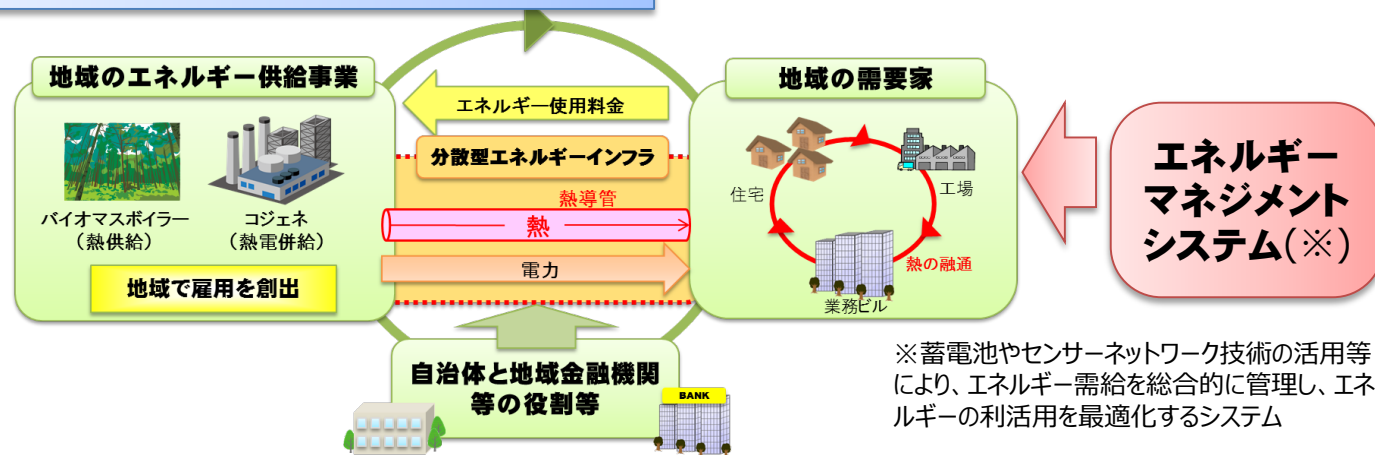 地域のエネルギー供給事業
バイオマスボイラー
（熱供給）
コジェネ
（熱電併給）
地域で雇用を創出
エネルギー使用料金
分散型エネルギーインフラ
熱導管
熱
電力
地域の需要家
住宅
工場
熱の融通
業務ビル
エネルギー
マネジメント
システム(※)
自治体と地域金融機関
等の役割等
BANK
※蓄電池やセンサーネットワーク技術の活用等
により、エネルギー需給を総合的に管理し、エネ
ルギーの利活用を最適化するシステム